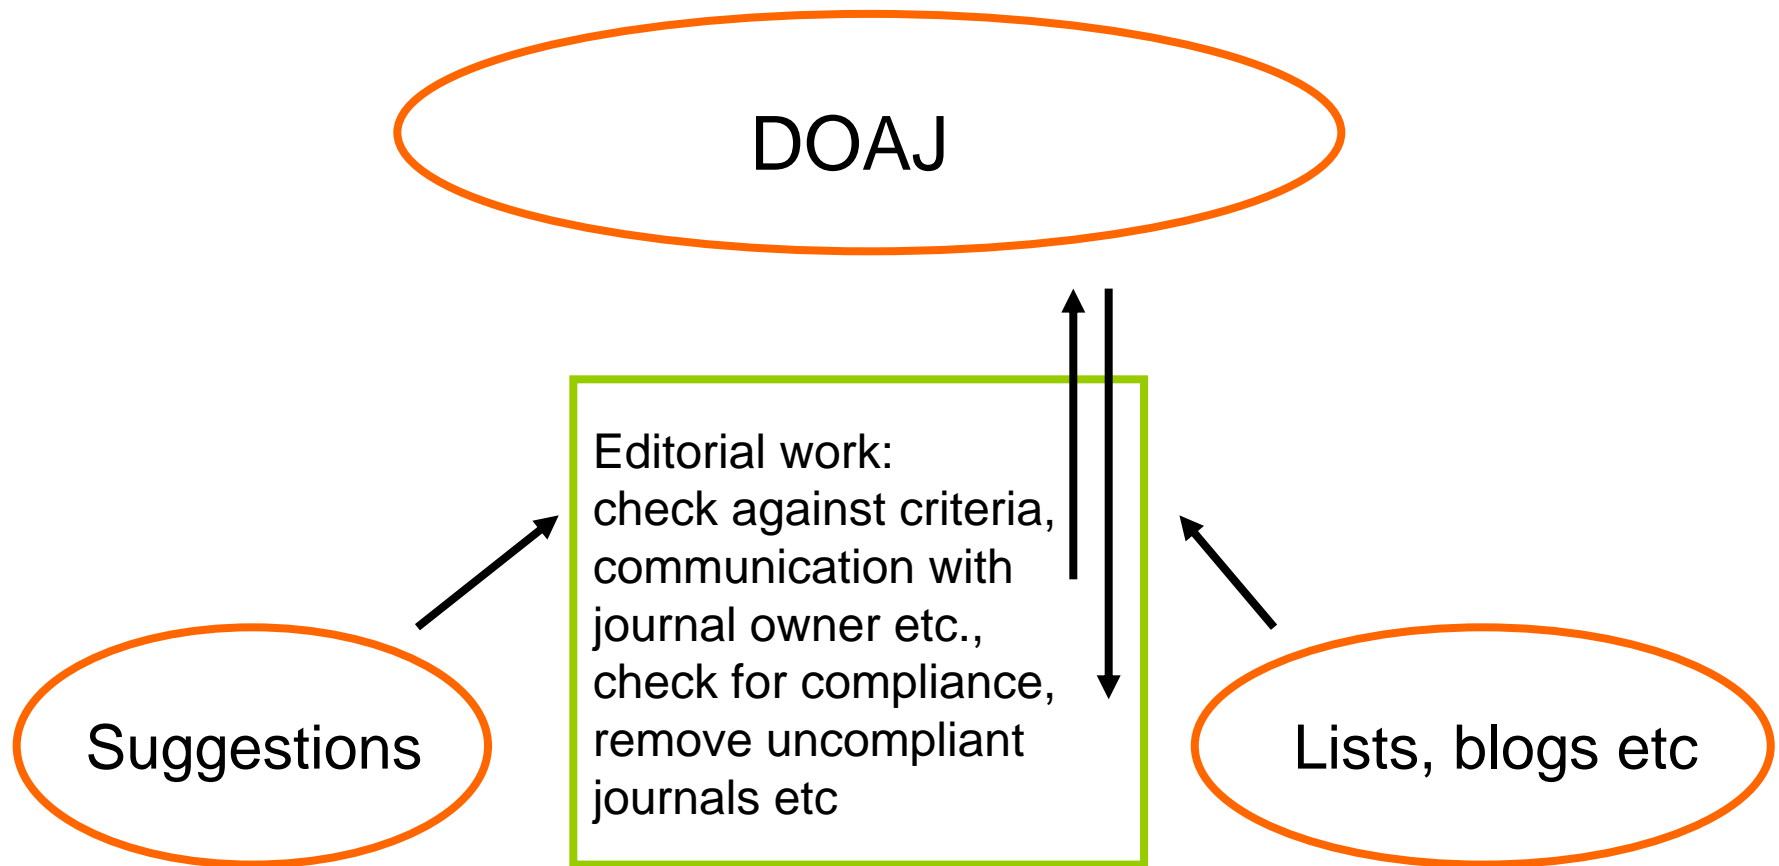 DOAJ
Editorial work:
check against criteria,
communication with
journal owner etc.,
check for compliance,
remove uncompliant
journals etc
Suggestions
Lists, blogs etc